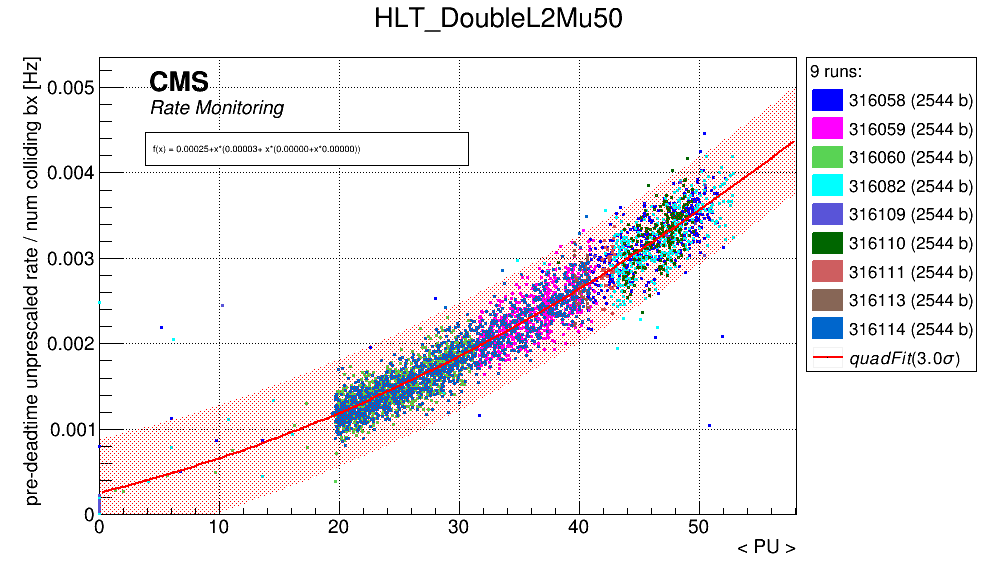 HLT_DoubleL2Mu50
pre-deadtime unprescaled rate / num colliding bx [Hz]
0.005
0.004
0.003
0.002
0.001
0
CMS
Rate Monitoring
f(x) = 0.00025+x*(0.00003+ x*(0.00000+x*0.00000))
0 10 20 30 40 50
< PU >
9 runs:
316058 (2544 b)
316059 (2544 b)
316060 (2544 b)
316082 (2544 b)
316109 (2544 b)
316110 (2544 b)
316111 (2544 b)
316113 (2544 b)
316114 (2544 b)
quadFit(3.0σ)